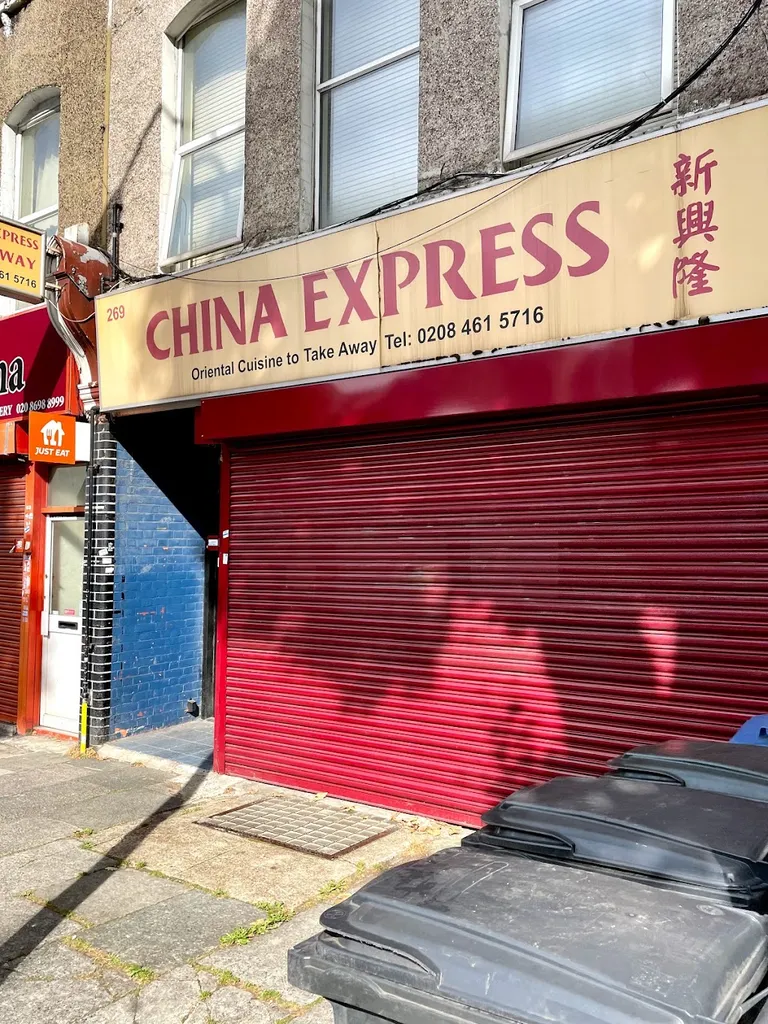 269
CHINA EXPRESS
Oriental Cuisine to Take Away Tel: 0208 461 5716
新
興
隆
XPRESS
WAY
61 5716
na
ERY 020 8698 8999
JUST EAT